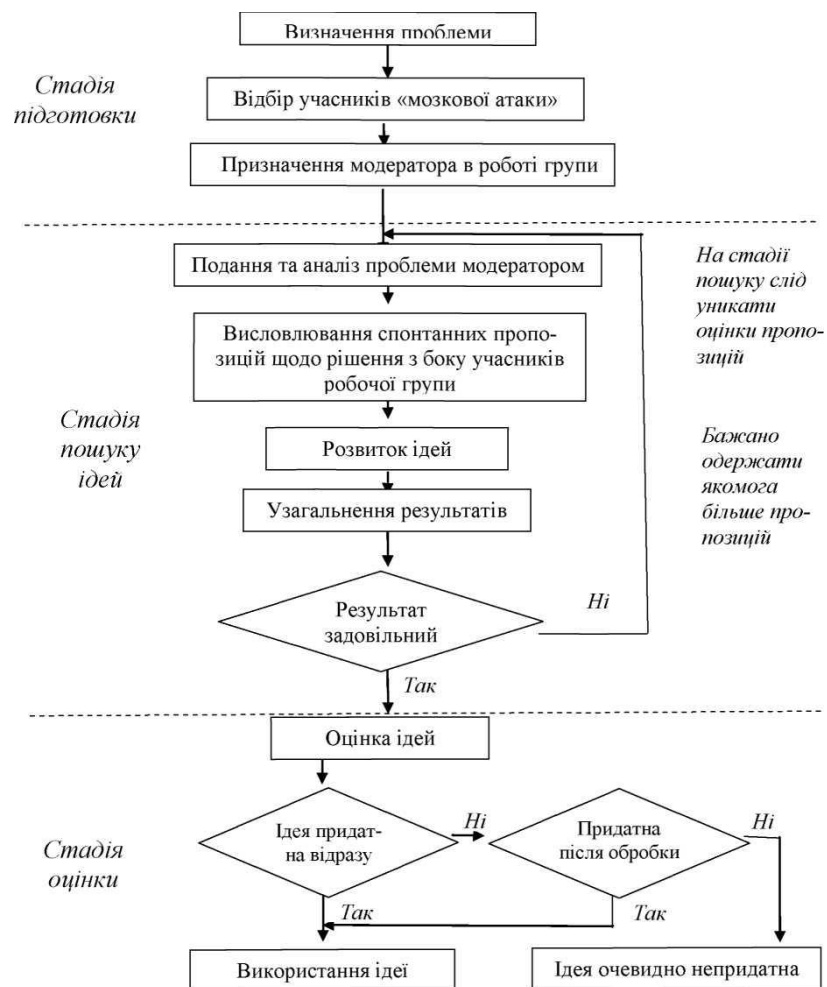 Визначення проблеми
Стадія
підготовки
Відбір учасників «мозкової атаки»
Призначення модератора в роботі групи
Подання та аналіз проблеми модератором
На стадії
пошуку слід
уникати
оцінки пропо-
зицій
Висловлювання спонтанних пропо-
зицій щодо рішення з боку учасників
робочої групи
Стадія
пошуку
ідей
Розвиток ідей
Бажано
одержати
якомога
більше про-
позицій
Узагальнення результатів
Результат
задовільний
Ні
Так
Оцінка ідей
Стадія
оцінки
Ідея придат-
на відразу
Ні
Придатна
після обробки
Ні
Так
Так
Використання ідеї
Ідея очевидно непридатна